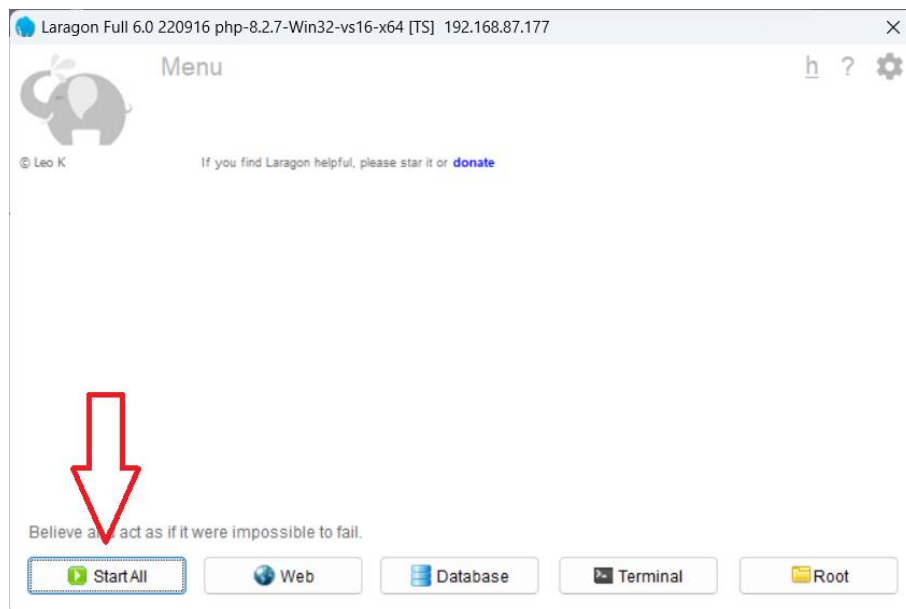 Laragon Full 6.0 220916 php-8.2.7-Win32-vs16-x64 [TS] 192.168.87.177
Menu
h ?
© Leo K
If you find Laragon helpful, please star it or donate
Believe and act as if it were impossible to fail.
Start All Web Database Terminal Root